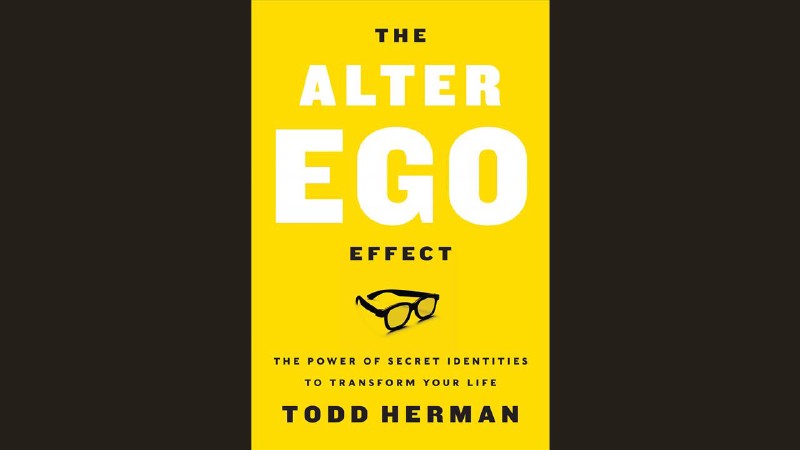 THE
ALTER
EGO
EFFECT
THE POWER OF SECRET IDENTITIES
TO TRANSFORM YOUR LIFE
TODD HERMAN